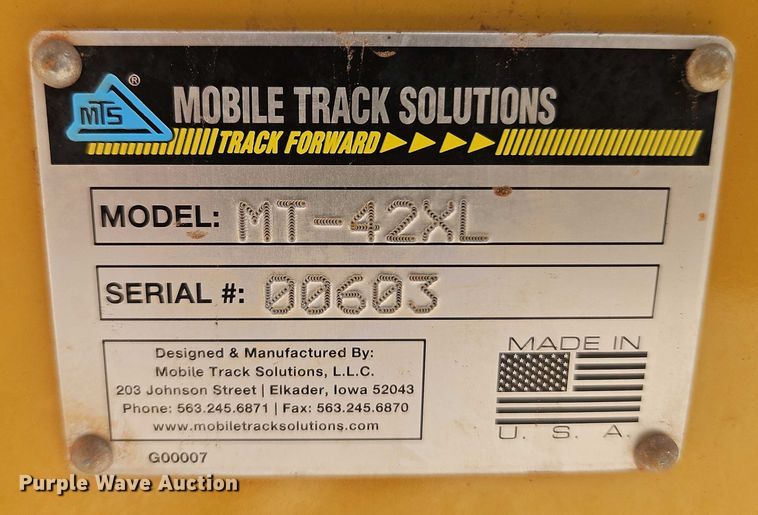 MTS ®
MOBILE TRACK SOLUTIONS
TRACK FORWARD
MODEL: MT-42XL
SERIAL #: 00603
Designed & Manufactured By:
Mobile Track Solutions, L.L.C.
203 Johnson Street | Elkader, Iowa 52043
Phone: 563.245.6871 | Fax: 563.245.6870
www.mobiletracksolutions.com
MADE IN
U. S. A.
G00007
Purple Wave Auction